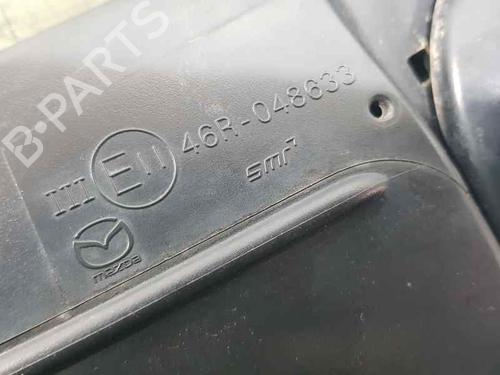 III E11 46R-048633
smr
mazda
B-PARTS